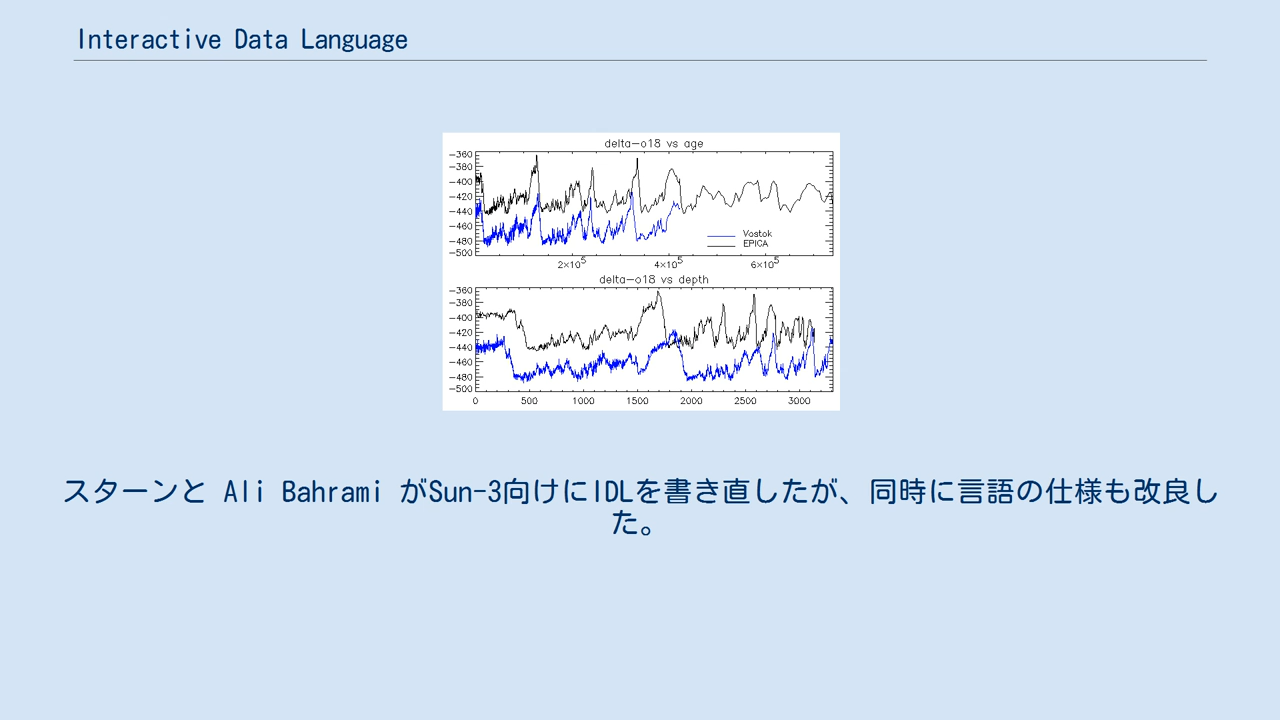 Interactive Data Language
delta-o18 vs age
-360
-380
-400
-420
-440
-460
-480
-500
Vostok
EPICA
2×10⁵ 4×10⁵ 6×10⁵
delta-o18 vs depth
-360
-380
-400
-420
-440
-460
-480
-500
0 500 1000 1500 2000 2500 3000
スターンと Ali Bahrami がSun-3向けにIDLを書き直したが、同時に言語の仕様も改良し
た。